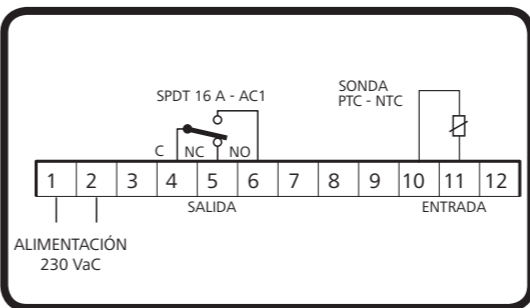 SPDT 16 A - AC1
SONDA
PTC - NTC
C NC NO
1 2 3 4 5 6 7 8 9 10 11 12
SALIDA
ENTRADA
ALIMENTACIÓN
230 VaC